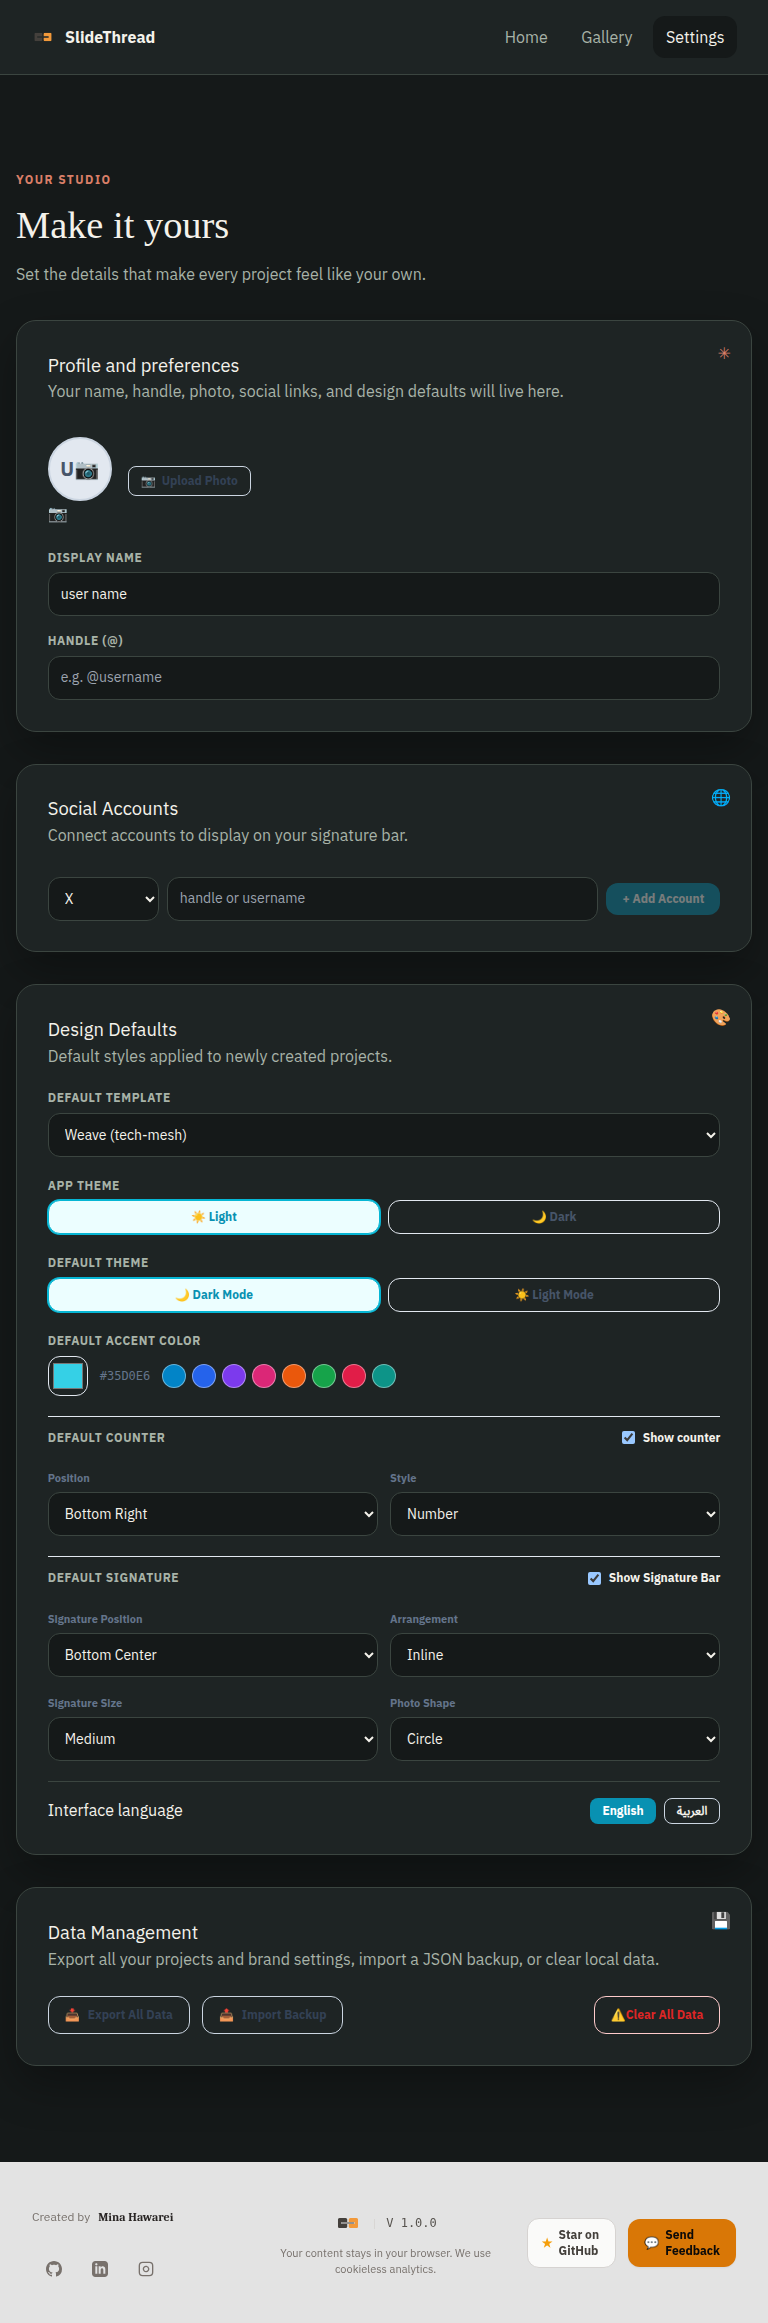 SlideThread
Home Gallery Settings
YOUR STUDIO
Make it yours
Set the details that make every project feel like your own.
Profile and preferences
Your name, handle, photo, social links, and design defaults will live here.
U
Upload Photo
DISPLAY NAME
user name
HANDLE (@)
e.g. @username
Social Accounts
Connect accounts to display on your signature bar.
X handle or username + Add Account
Design Defaults
Default styles applied to newly created projects.
DEFAULT TEMPLATE
Weave (tech-mesh)
APP THEME
Light Dark
DEFAULT THEME
Dark Mode Light Mode
DEFAULT ACCENT COLOR
#35D0E6
DEFAULT COUNTER Show counter
Position Style
Bottom Right Number
DEFAULT SIGNATURE Show Signature Bar
Signature Position Arrangement
Bottom Center Inline
Signature Size Photo Shape
Medium Circle
Interface language English العربية
Data Management
Export all your projects and brand settings, import a JSON backup, or clear local data.
Export All Data Import Backup Clear All Data
Created by Mina Hawarei
V 1.0.0
Your content stays in your browser. We use
cookieless analytics.
Star on
GitHub
Send
Feedback